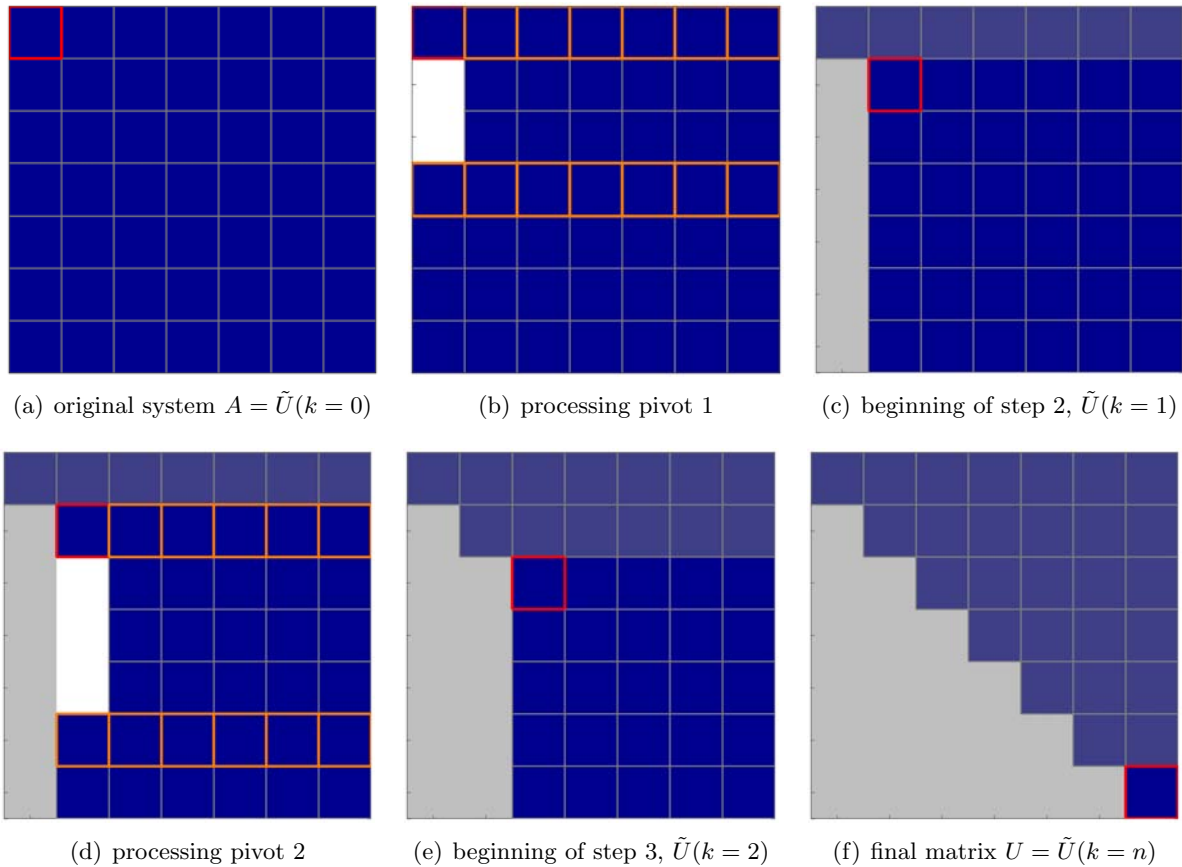 (a) original system A = Ũ(k = 0)
(b) processing pivot 1
(c) beginning of step 2, Ũ(k = 1)
(d) processing pivot 2
(e) beginning of step 3, Ũ(k = 2)
(f) final matrix U = Ũ(k = n)